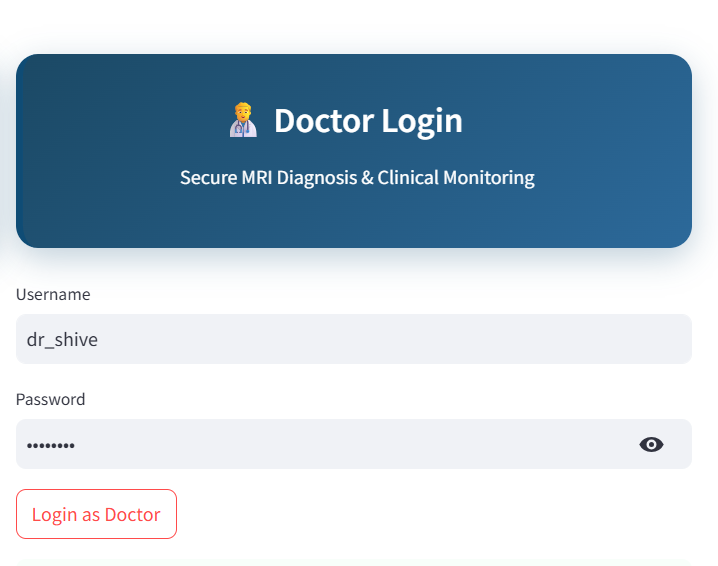 Doctor Login
Secure MRI Diagnosis & Clinical Monitoring
Username
dr_shive
Password
••••••••
Login as Doctor